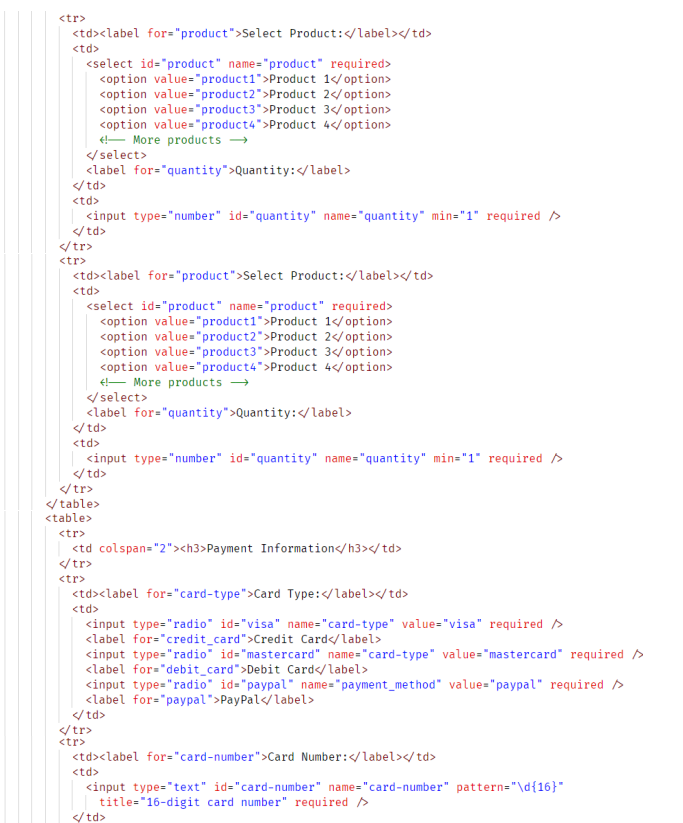 <tr>
<td><label for="product">Select Product:</label></td>
<td>
<select id="product" name="product" required>
<option value="product1">Product 1</option>
<option value="product2">Product 2</option>
<option value="product3">Product 3</option>
<option value="product4">Product 4</option>
<!-- More products -->
</select>
<label for="quantity">Quantity:</label>
</td>
<td>
<input type="number" id="quantity" name="quantity" min="1" required />
</td>
</tr>
<tr>
<td><label for="product">Select Product:</label></td>
<td>
<select id="product" name="product" required>
<option value="product1">Product 1</option>
<option value="product2">Product 2</option>
<option value="product3">Product 3</option>
<option value="product4">Product 4</option>
<!-- More products -->
</select>
<label for="quantity">Quantity:</label>
</td>
<td>
<input type="number" id="quantity" name="quantity" min="1" required />
</td>
</tr>
</table>
<table>
<tr>
<td colspan="2"><h3>Payment Information</h3></td>
</tr>
<tr>
<td><label for="card-type">Card Type:</label></td>
<td>
<input type="radio" id="visa" name="card-type" value="visa" required />
<label for="credit_card">Credit Card</label>
<input type="radio" id="mastercard" name="card-type" value="mastercard" required />
<label for="debit_card">Debit Card</label>
<input type="radio" id="paypal" name="payment_method" value="paypal" required />
<label for="paypal">PayPal</label>
</td>
</tr>
<tr>
<td><label for="card-number">Card Number:</label></td>
<td>
<input type="text" id="card-number" name="card-number" pattern="\d{16}"
title="16-digit card number" required />
</td>